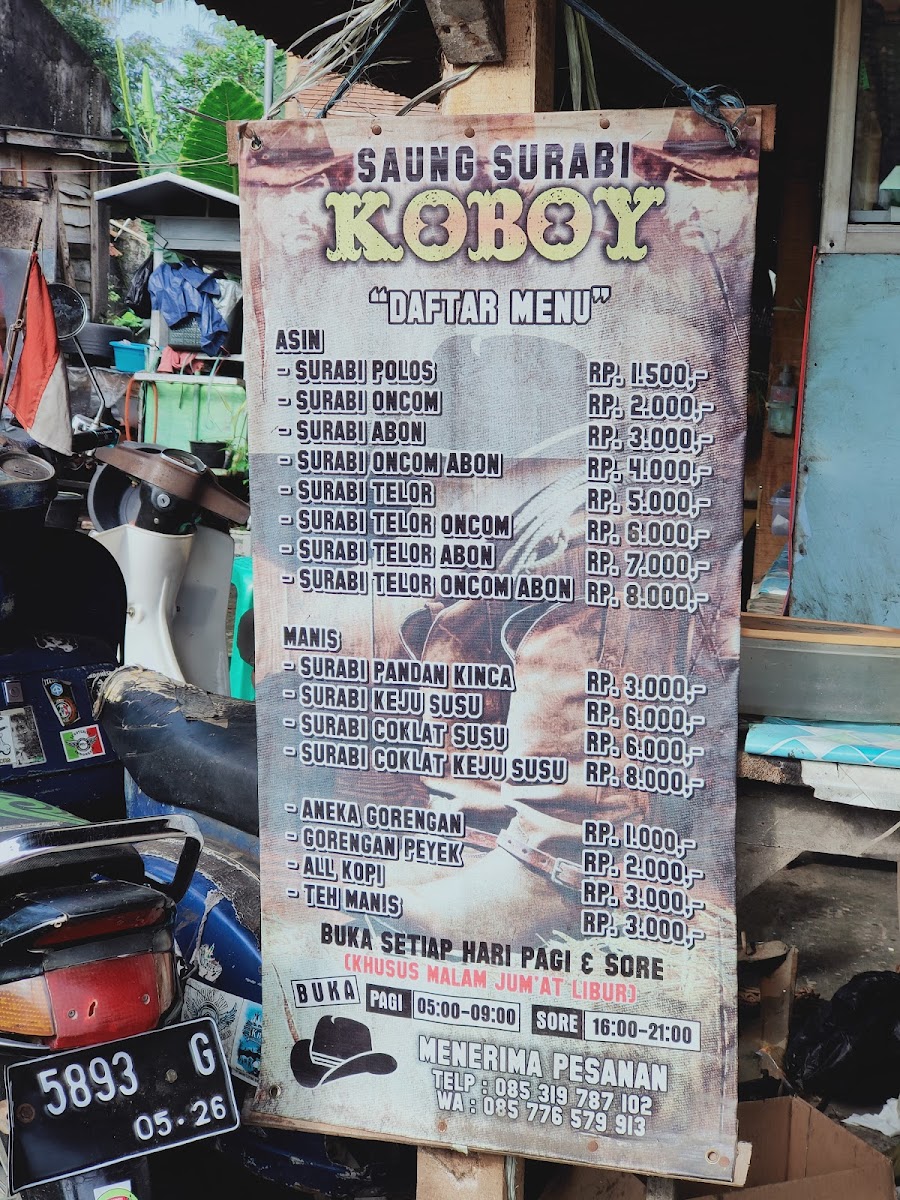 SAUNG SURABI
KOBOY
"DAFTAR MENU"
ASIN
- SURABI POLOS RP. 1.500,-
- SURABI ONCOM RP. 2.000,-
- SURABI ABON RP. 3.000,-
- SURABI ONCOM ABON RP. 4.000,-
- SURABI TELOR RP. 5.000,-
- SURABI TELOR ONCOM RP. 6.000,-
- SURABI TELOR ABON RP. 7.000,-
- SURABI TELOR ONCOM ABON RP. 8.000,-
MANIS
- SURABI PANDAN KINCA RP. 3.000,-
- SURABI KEJU SUSU RP. 6.000,-
- SURABI COKLAT SUSU RP. 6.000,-
- SURABI COKLAT KEJU SUSU RP. 8.000,-
- ANEKA GORENGAN RP. 1.000,-
- GORENGAN PEYEK RP. 2.000,-
- ALL KOPI RP. 3.000,-
- TEH MANIS RP. 3.000,-
BUKA SETIAP HARI PAGI & SORE
(KHUSUS MALAM JUM'AT LIBUR)
BUKA PAGI 05:00-09:00 SORE 16:00-21:00
MENERIMA PESANAN
TELP : 085 319 787 102
WA : 085 776 579 913
5893 G
05·26